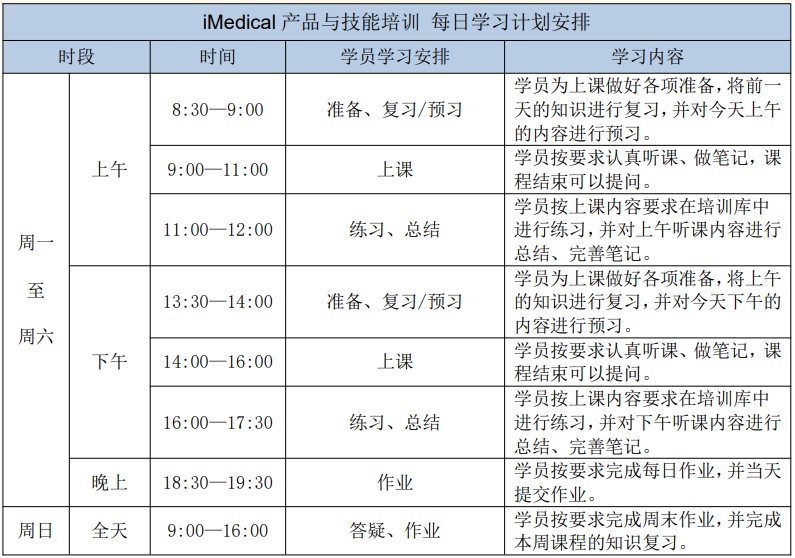 iMedical 产品与技能培训 每日学习计划安排
时段 时间 学员学习安排 学习内容
周一
至
周六
上午
8:30—9:00
准备、复习/预习
学员为上课做好各项准备，将前一
天的知识进行复习，并对今天上午
的内容进行预习。
9:00—11:00
上课
学员按要求认真听课、做笔记，课
程结束可以提问。
11:00—12:00
练习、总结
学员按上课内容要求在培训库中
进行练习，并对上午听课内容进行
总结、完善笔记。
下午
13:30—14:00
准备、复习/预习
学员为上课做好各项准备，将上午
的知识进行复习，并对今天下午的
内容进行预习。
14:00—16:00
上课
学员按要求认真听课、做笔记，课
程结束可以提问。
16:00—17:30
练习、总结
学员按上课内容要求在培训库中
进行练习，并对下午听课内容进行
总结、完善笔记。
晚上
18:30—19:30
作业
学员按要求完成每日作业，并当天
提交作业。
周日
全天
9:00—16:00
答疑、作业
学员按要求完成周末作业，并完成
本周课程的知识复习。